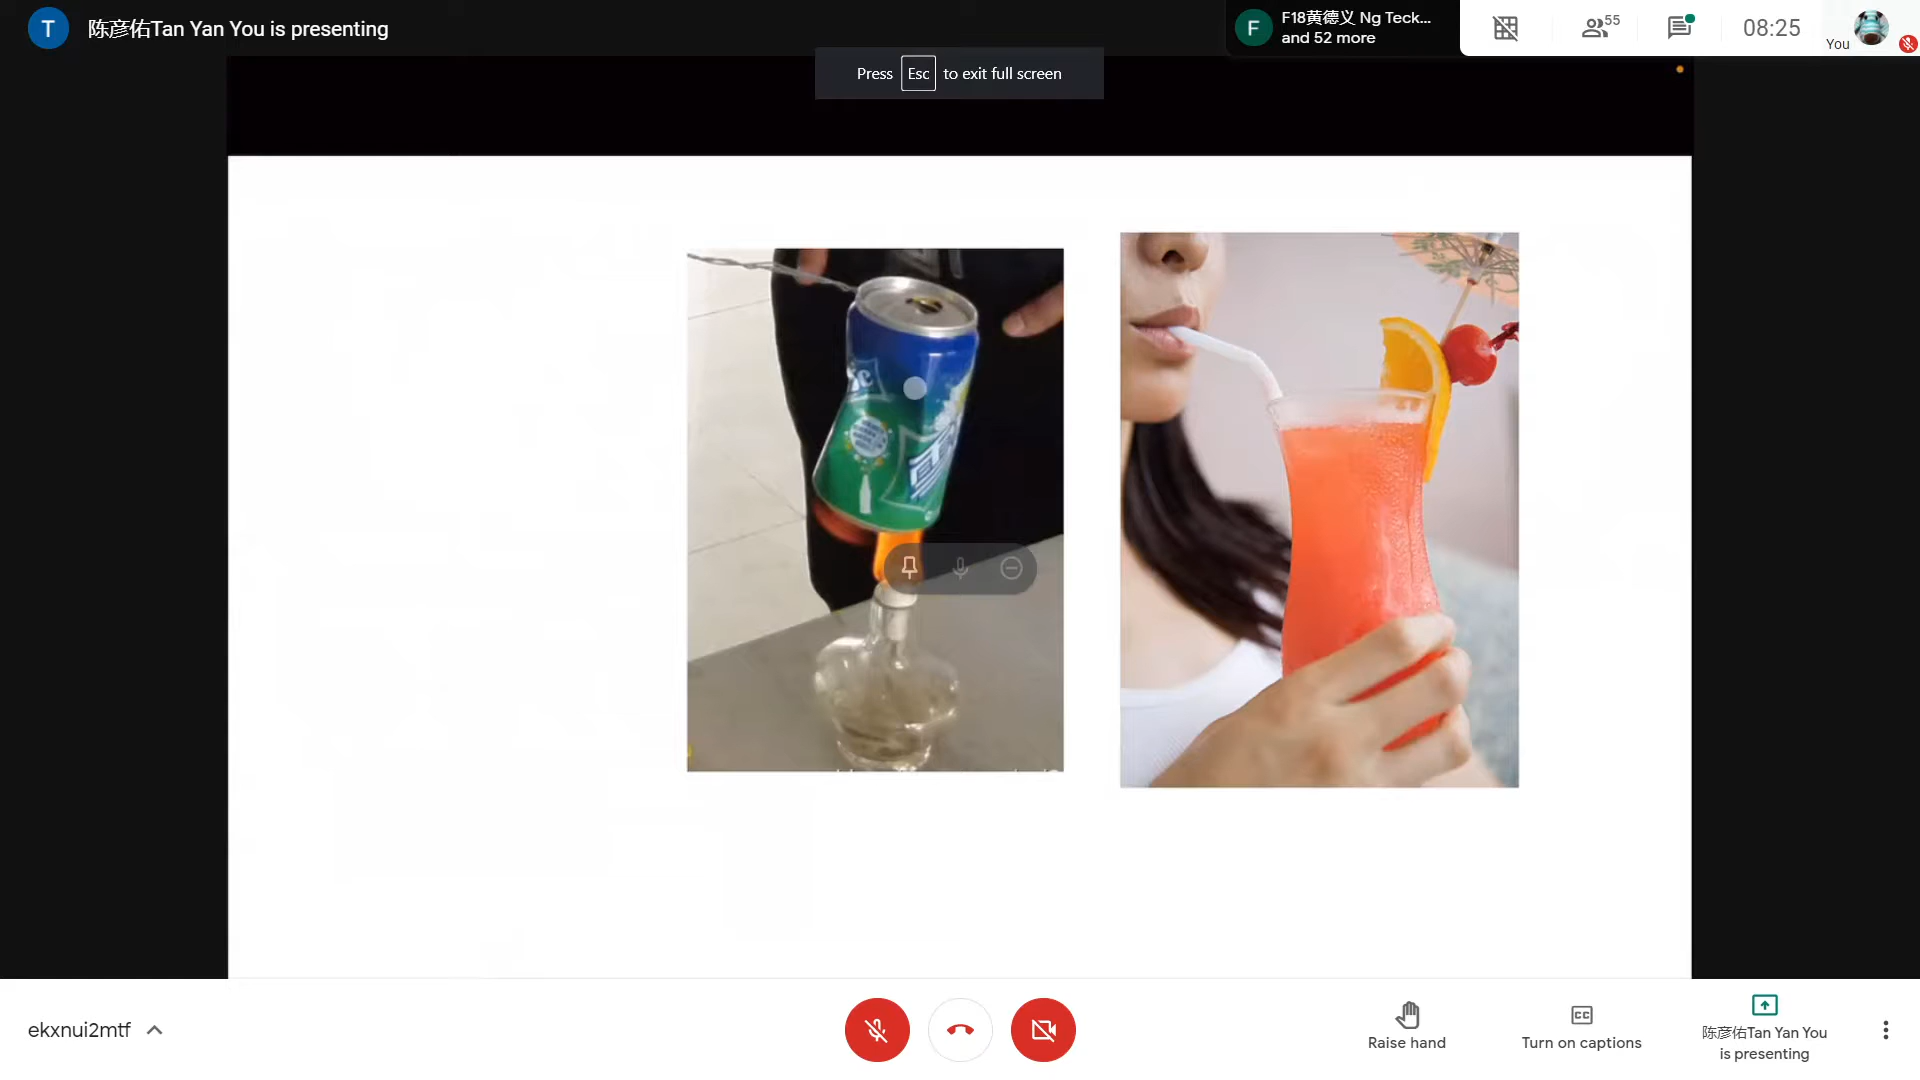 T
陈彦佑Tan Yan You is presenting
F
F18黄德义 Ng Teck...
and 52 more
55
08:25
You
Press Esc to exit full screen
ekxnui2mtf
Raise hand
CC
Turn on captions
陈彦佑Tan Yan You
is presenting